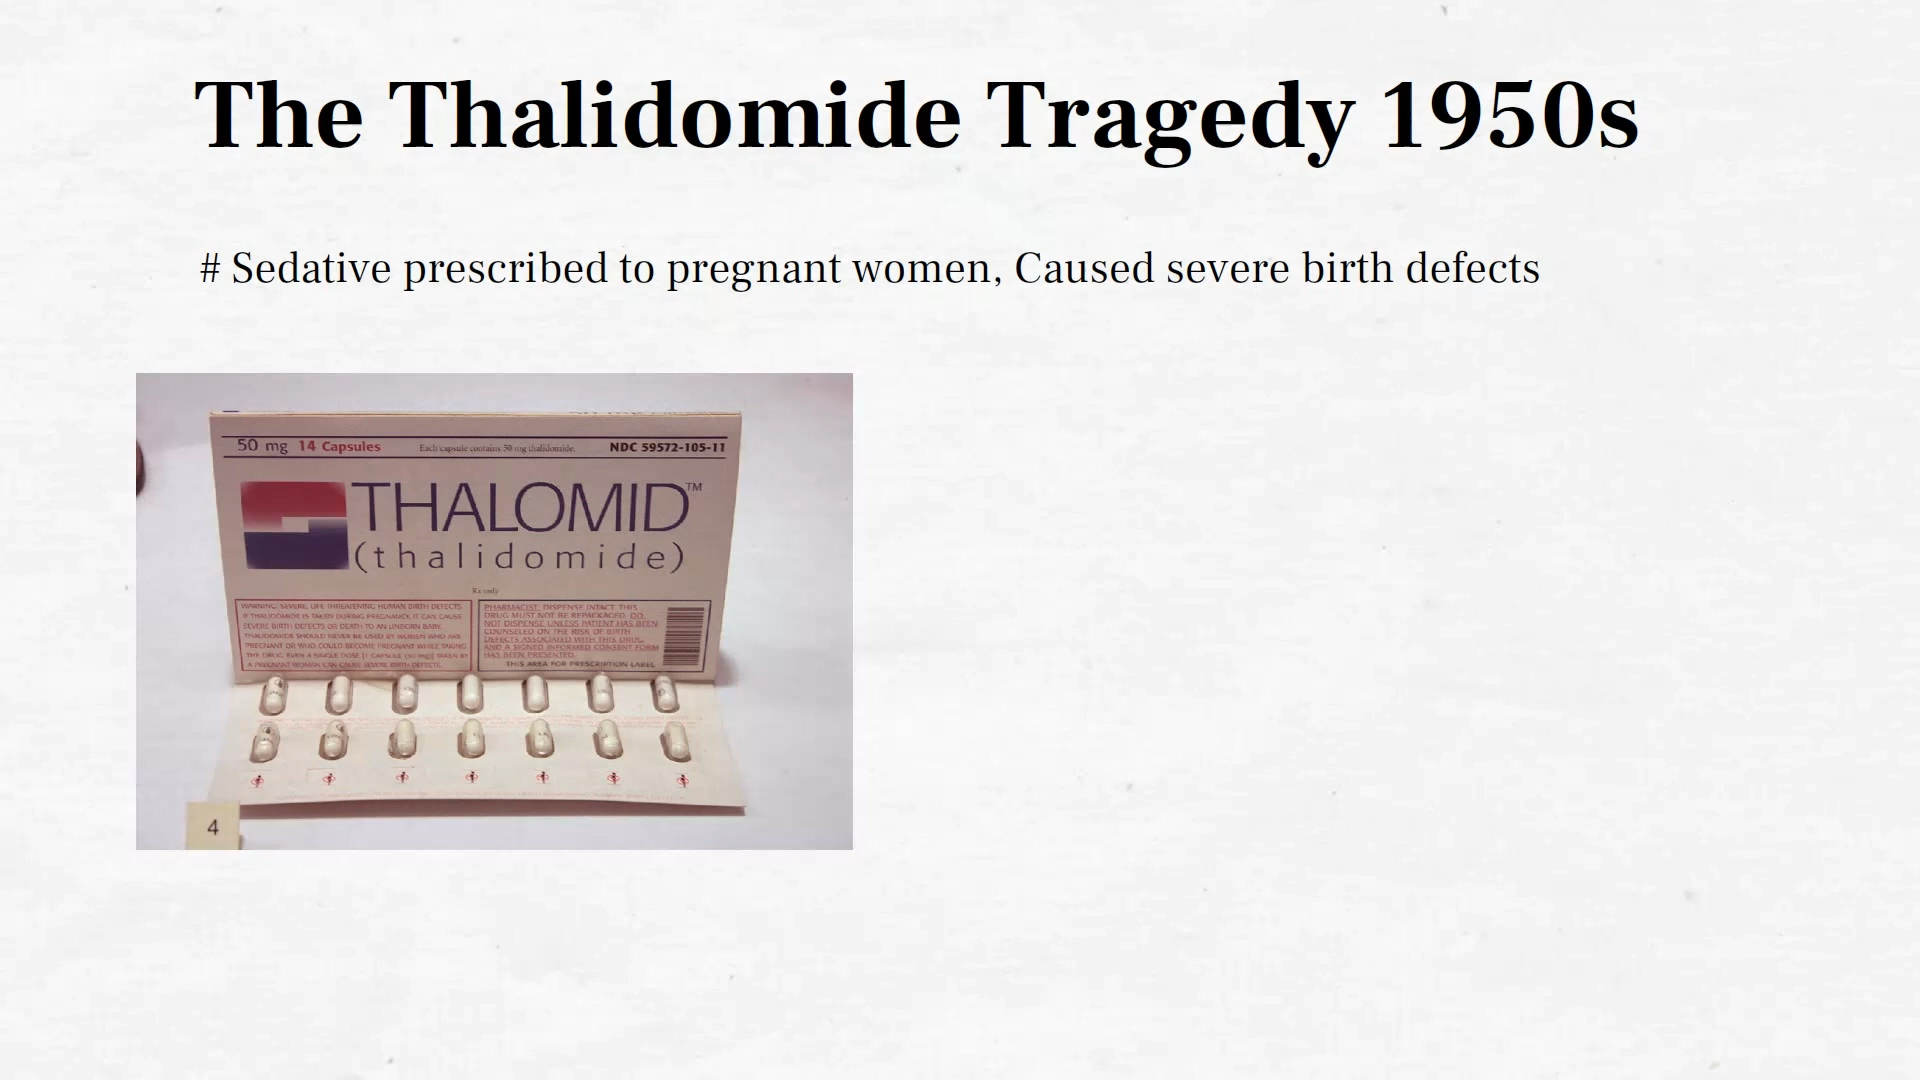 The Thalidomide Tragedy 1950s
# Sedative prescribed to pregnant women, Caused severe birth defects
50 mg 14 Capsules Each capsule contains 50 mg thalidomide. NDC 59572-105-11
THALOMID™
(thalidomide)
Rx only
WARNING: SEVERE, LIFE THREATENING HUMAN BIRTH DEFECTS.
IF THALIDOMIDE IS TAKEN DURING PREGNANCY, IT CAN CAUSE
SEVERE BIRTH DEFECTS OR DEATH TO AN UNBORN BABY.
THALIDOMIDE SHOULD NEVER BE USED BY WOMEN WHO ARE
PREGNANT OR WHO COULD BECOME PREGNANT WHILE TAKING
THE DRUG. EVEN A SINGLE DOSE [1 CAPSULE (50 mg)] TAKEN BY
A PREGNANT WOMAN CAN CAUSE SEVERE BIRTH DEFECTS.
PHARMACIST: DISPENSE INTACT. THIS
DRUG MUST NOT BE REPACKAGED. DO
NOT DISPENSE UNLESS PATIENT HAS BEEN
COUNSELED ON THE RISK OF BIRTH
DEFECTS ASSOCIATED WITH THIS DRUG,
AND A SIGNED INFORMED CONSENT FORM
HAS BEEN PRESENTED.
THIS AREA FOR PRESCRIPTION LABEL
4